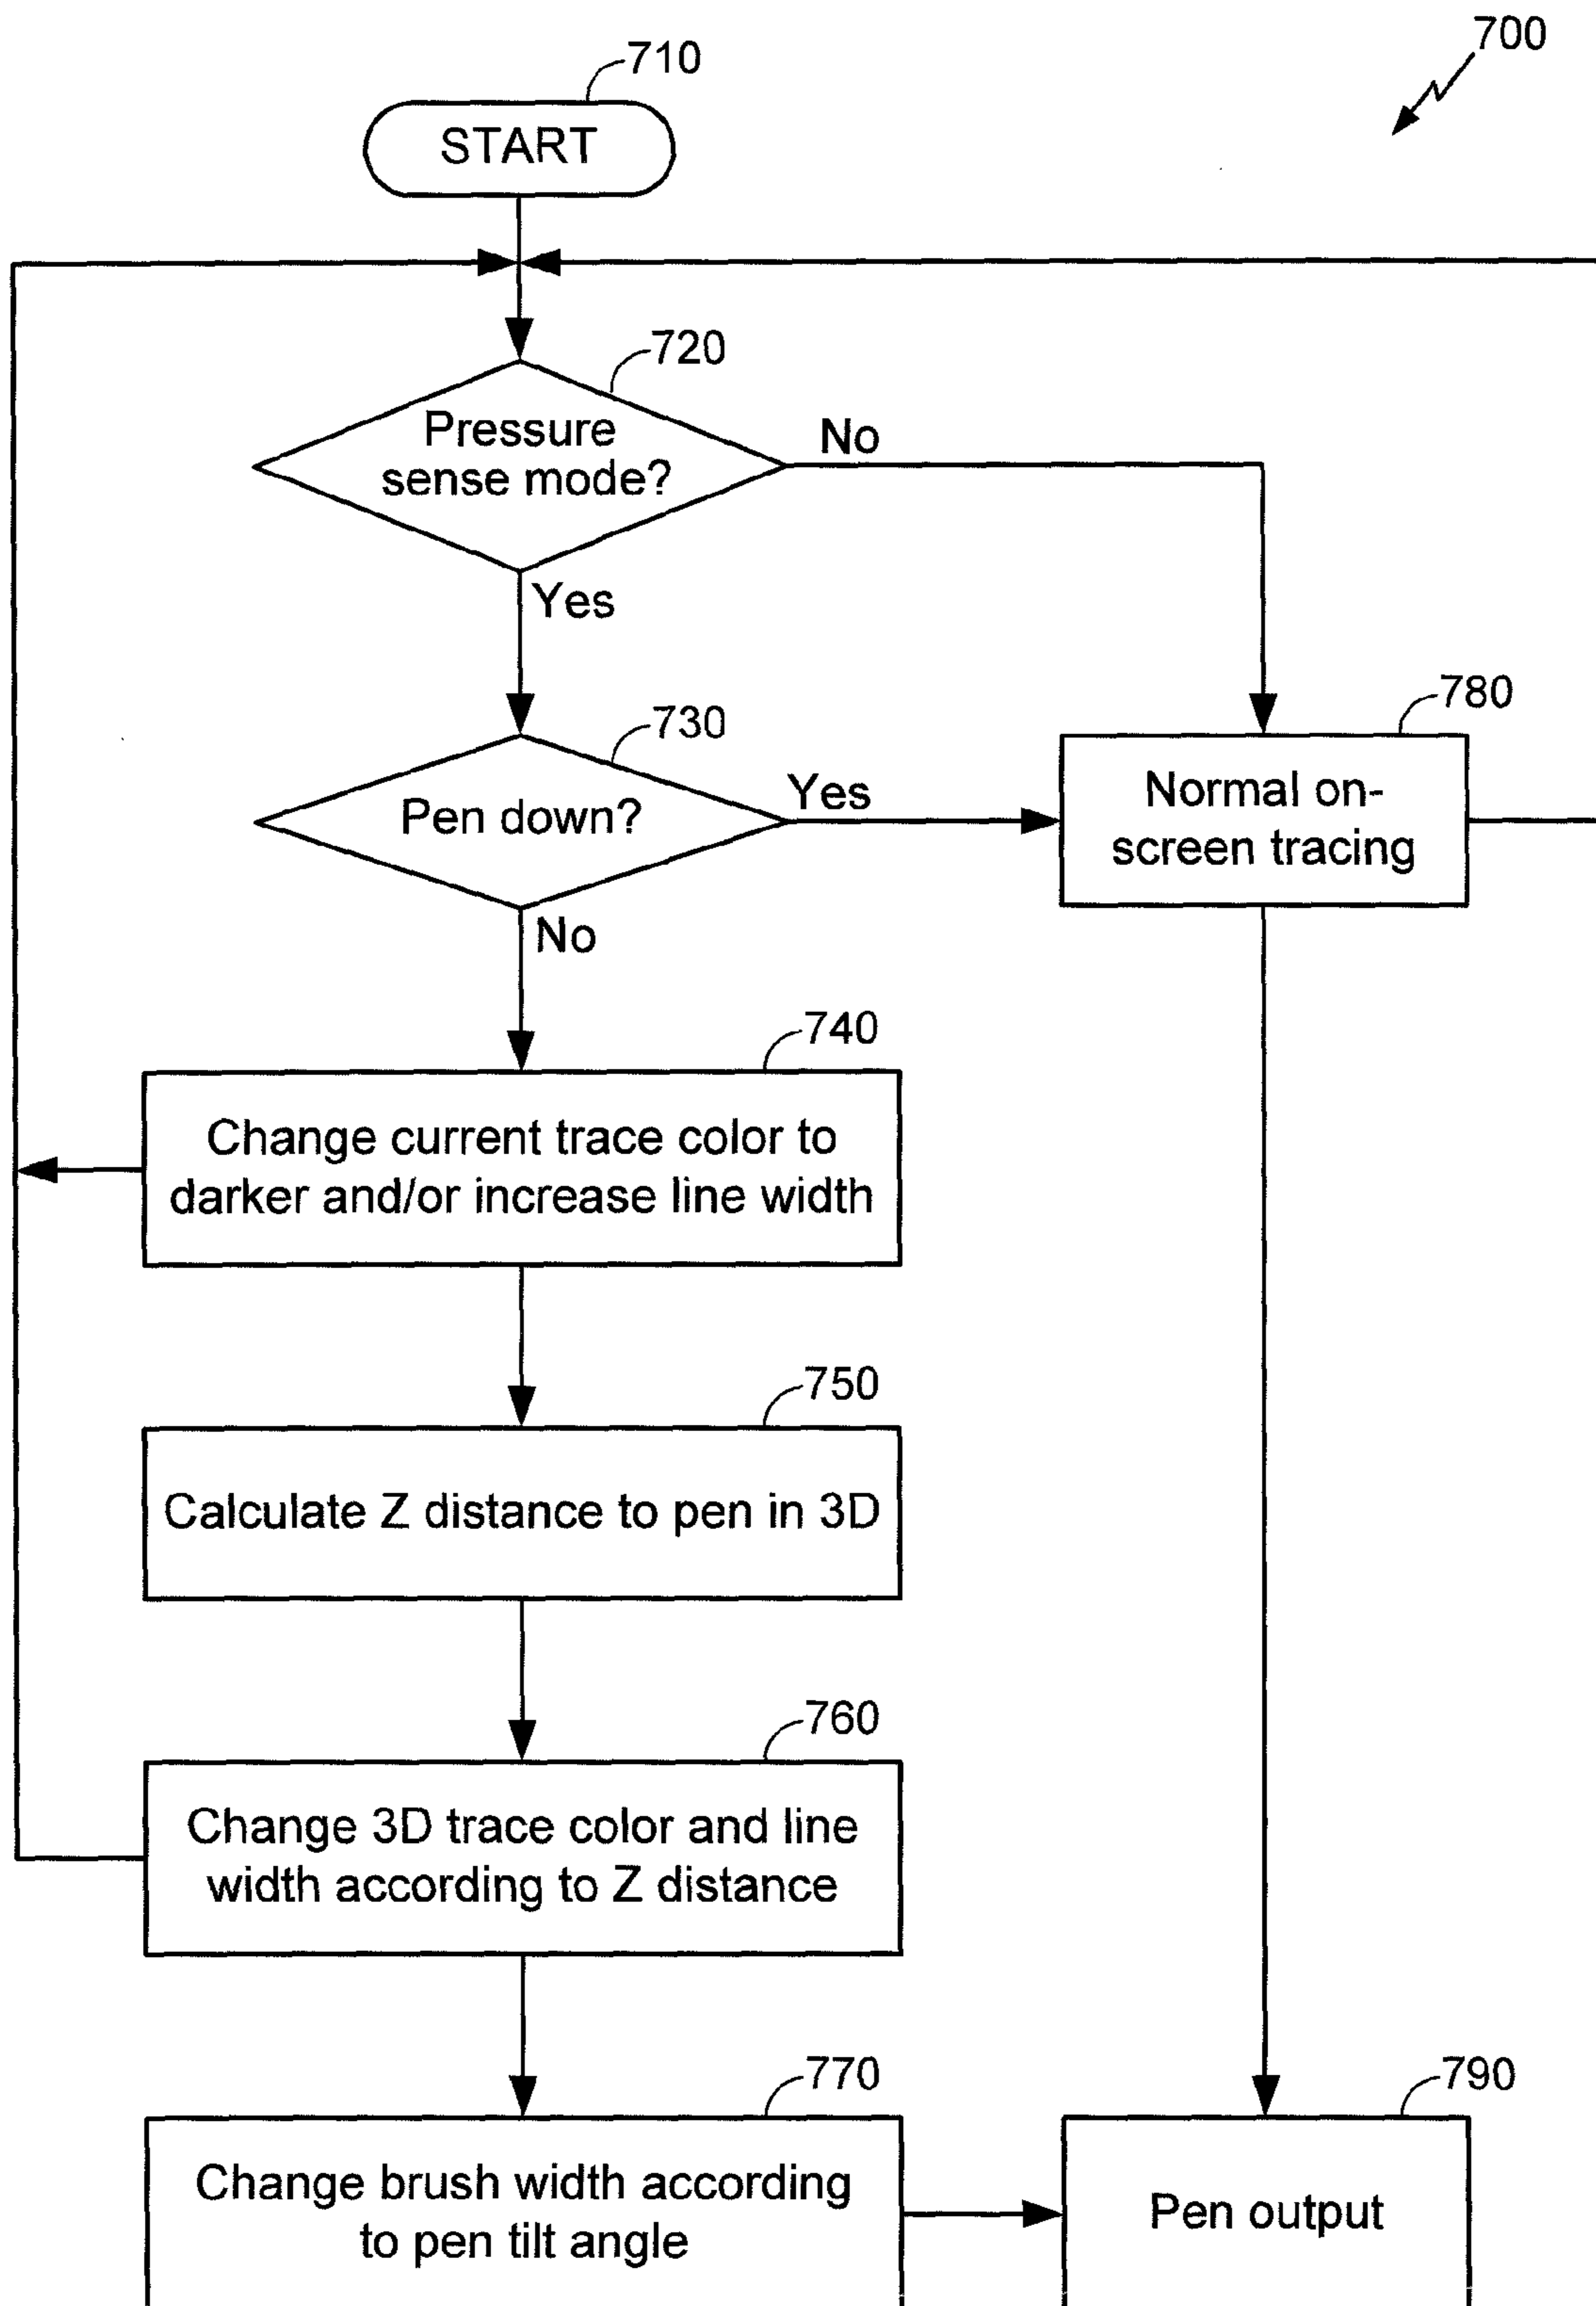 700
710
START
720
Pressure
sense mode?
No
Yes
730
Pen down?
Yes
No
780
Normal on-
screen tracing
740
Change current trace color to
darker and/or increase line width
750
Calculate Z distance to pen in 3D
760
Change 3D trace color and line
width according to Z distance
770
Change brush width according
to pen tilt angle
790
Pen output